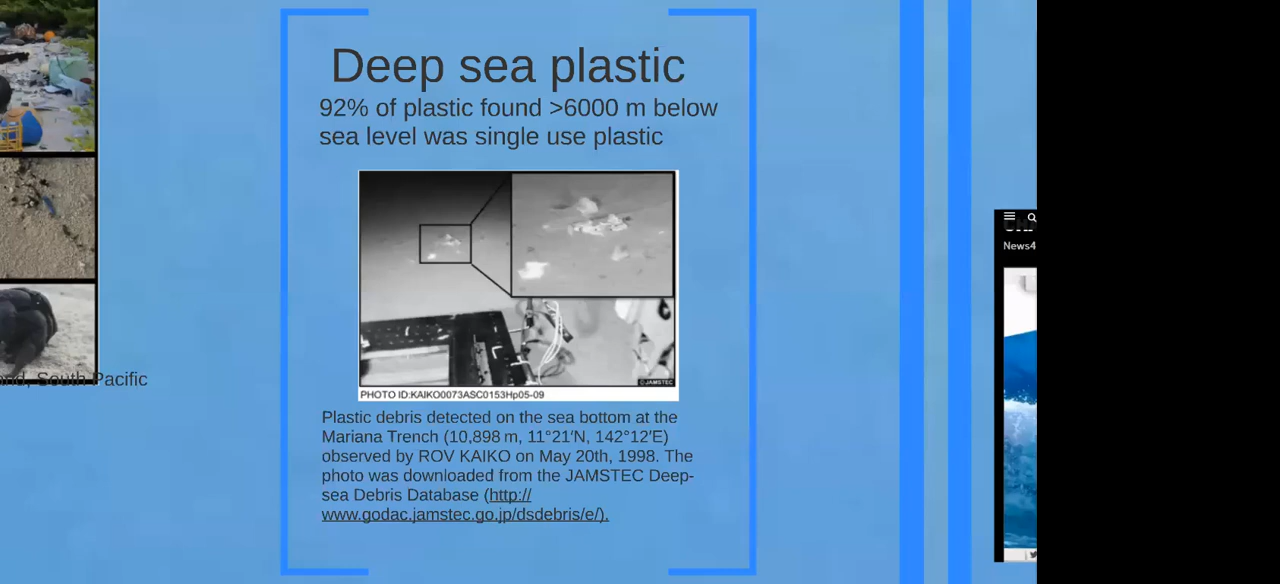 Deep sea plastic
92% of plastic found >6000 m below
sea level was single use plastic
©JAMSTEC
PHOTO ID:KAIKO0073ASC0153Hp05-09
Plastic debris detected on the sea bottom at the
Mariana Trench (10,898 m, 11°21′N, 142°12′E)
observed by ROV KAIKO on May 20th, 1998. The
photo was downloaded from the JAMSTEC Deep-
sea Debris Database (http://
www.godac.jamstec.go.jp/dsdebris/e/).
South Pacific
News4